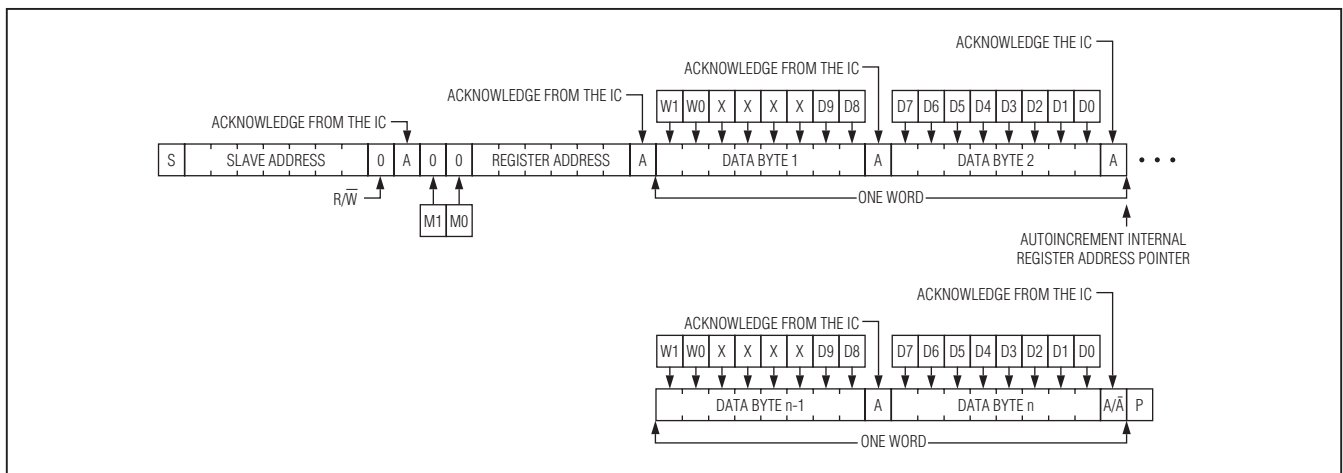 ACKNOWLEDGE THE IC
ACKNOWLEDGE FROM THE IC
ACKNOWLEDGE FROM THE IC
W1 W0 X X X X D9 D8 D7 D6 D5 D4 D3 D2 D1 D0
ACKNOWLEDGE FROM THE IC
S SLAVE ADDRESS 0 A 0 0 REGISTER ADDRESS A DATA BYTE 1 A DATA BYTE 2 A • • •
R/W̅
ONE WORD
M1 M0
AUTOINCREMENT INTERNAL
REGISTER ADDRESS POINTER
ACKNOWLEDGE FROM THE IC
ACKNOWLEDGE FROM THE IC
W1 W0 X X X X D9 D8 D7 D6 D5 D4 D3 D2 D1 D0
DATA BYTE n-1 A DATA BYTE n A/A̅ P
ONE WORD